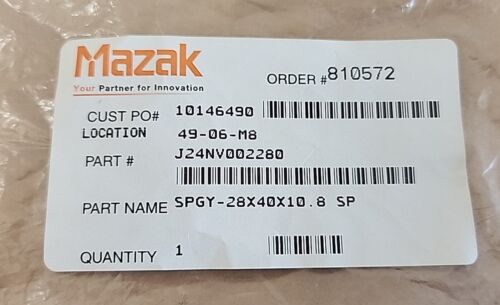 Mazak
Your Partner for Innovation
ORDER #810572
CUST PO# 10146490
LOCATION 49-06-M8
PART # J24NV002280
PART NAME SPGY-28X40X10.8 SP
QUANTITY 1